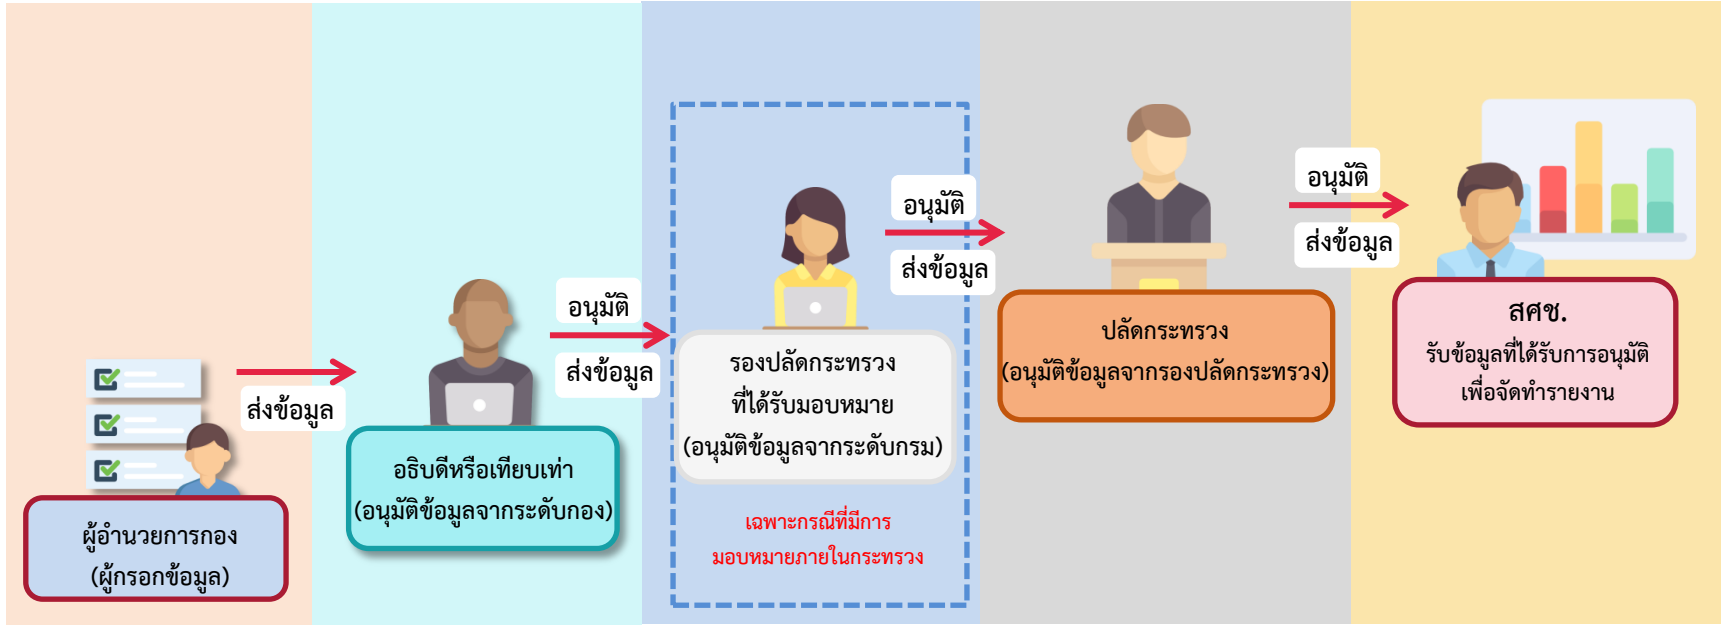 ส่งข้อมูล
ผู้อำนวยการกอง
(ผู้กรอกข้อมูล)
อนุมัติ
ส่งข้อมูล
อธิบดีหรือเทียบเท่า
(อนุมัติข้อมูลจากระดับกอง)
อนุมัติ
ส่งข้อมูล
รองปลัดกระทรวง
ที่ได้รับมอบหมาย
(อนุมัติข้อมูลจากระดับกรม)
เฉพาะกรณีที่มีการ
มอบหมายภายในกระทรวง
อนุมัติ
ส่งข้อมูล
ปลัดกระทรวง
(อนุมัติข้อมูลจากรองปลัดกระทรวง)
สศช.
รับข้อมูลที่ได้รับการอนุมัติ
เพื่อจัดทำรายงาน